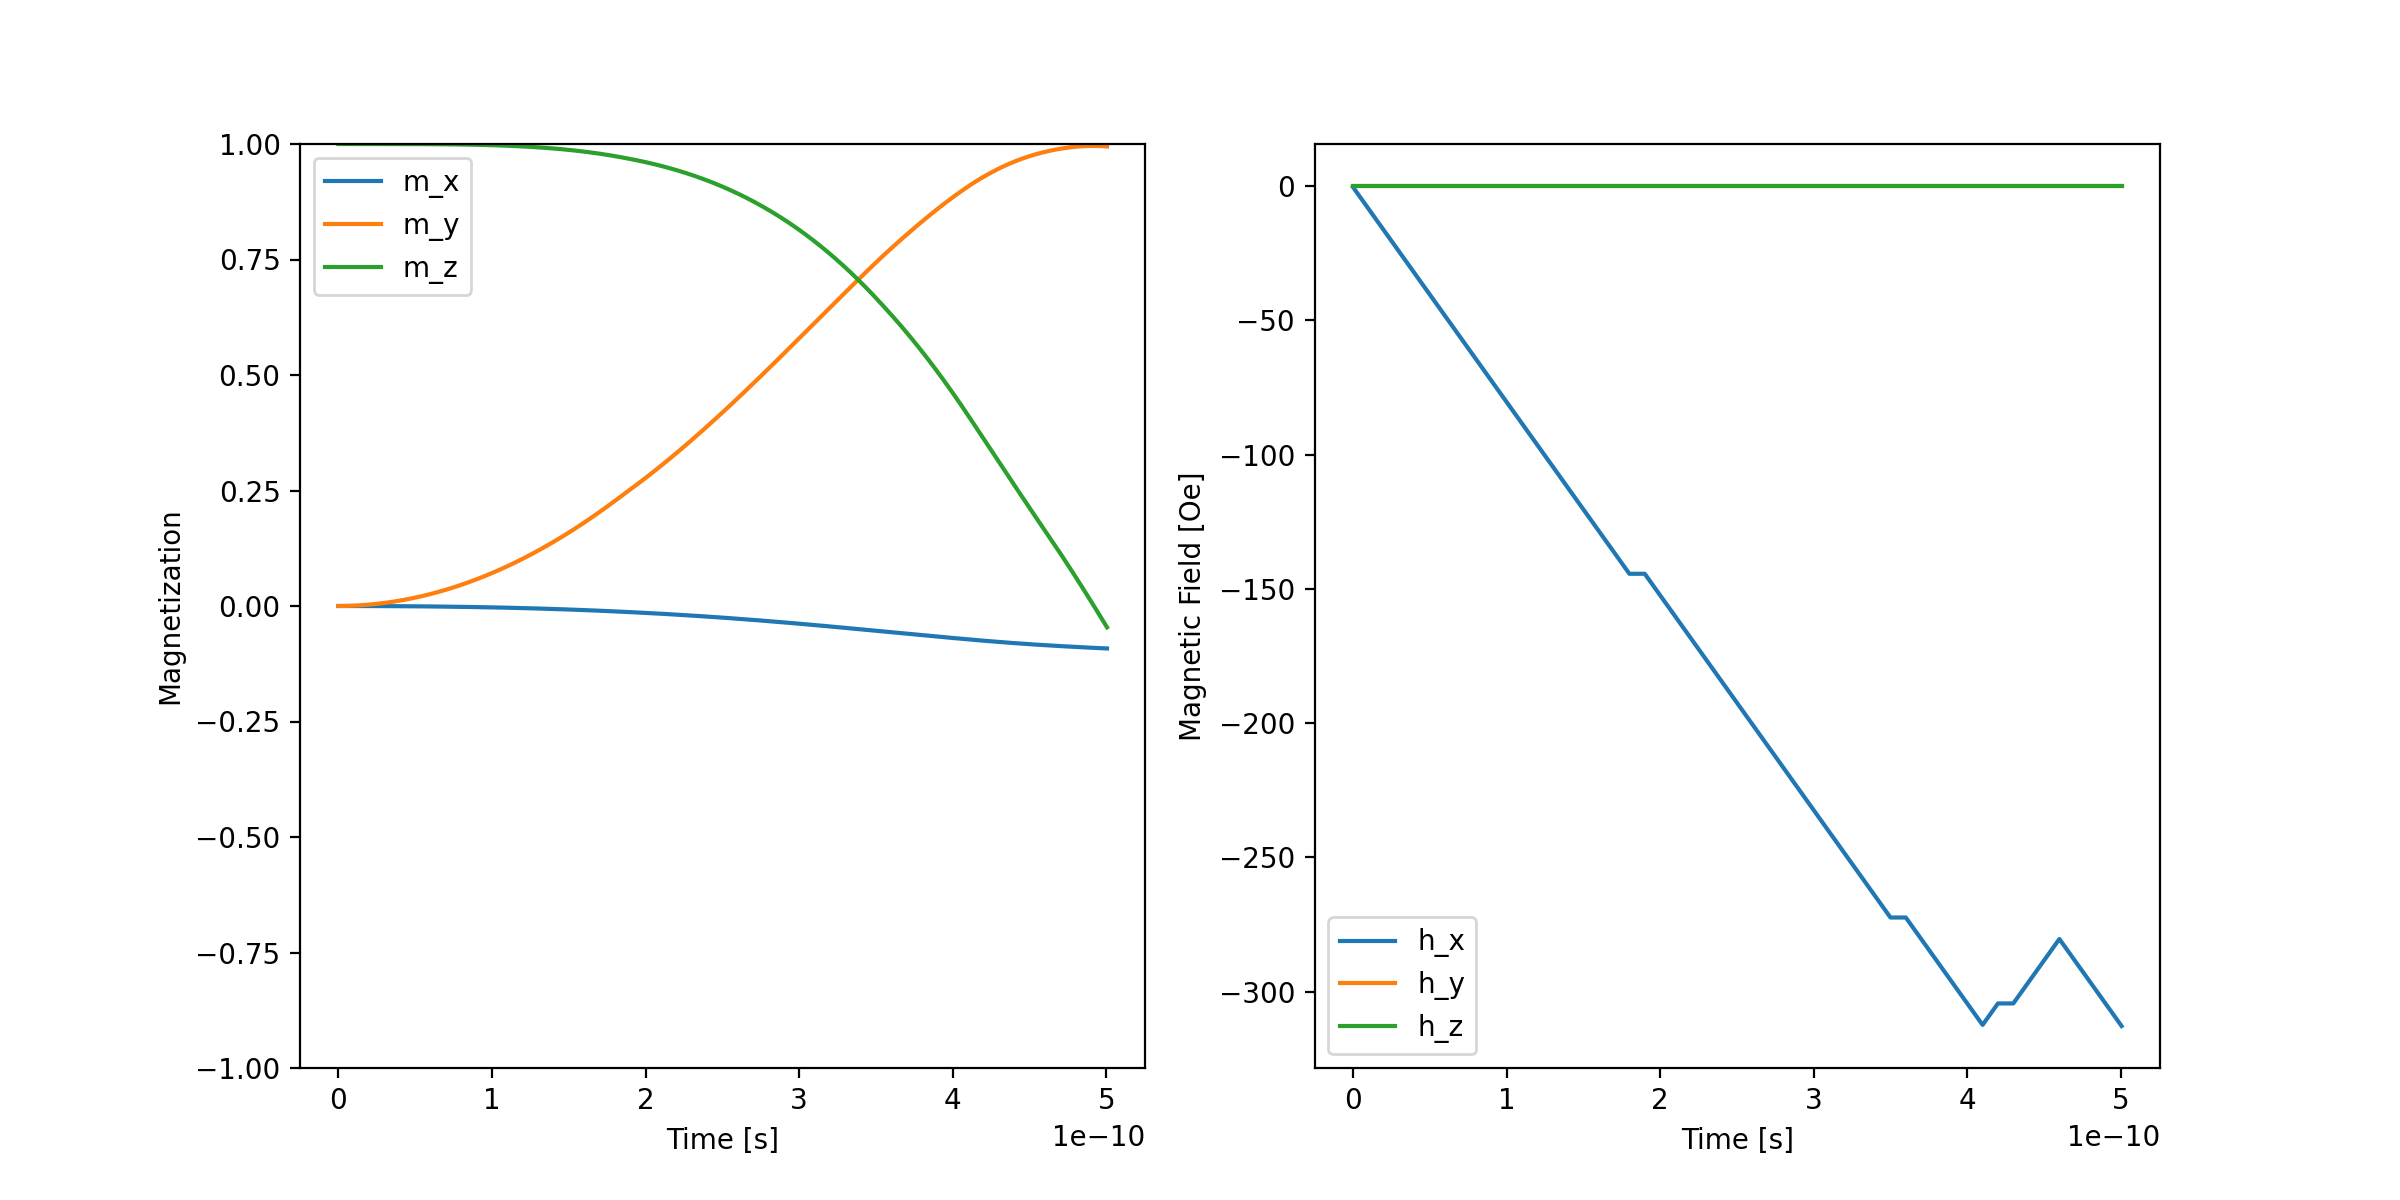 1.00
0.75
0.50
0.25
0.00
−0.25
−0.50
−0.75
−1.00
Magnetization
m_x
m_y
m_z
0 1 2 3 4 5
1e−10
Time [s]
0
−50
−100
−150
−200
−250
−300
Magnetic Field [Oe]
h_x
h_y
h_z
0 1 2 3 4 5
1e−10
Time [s]